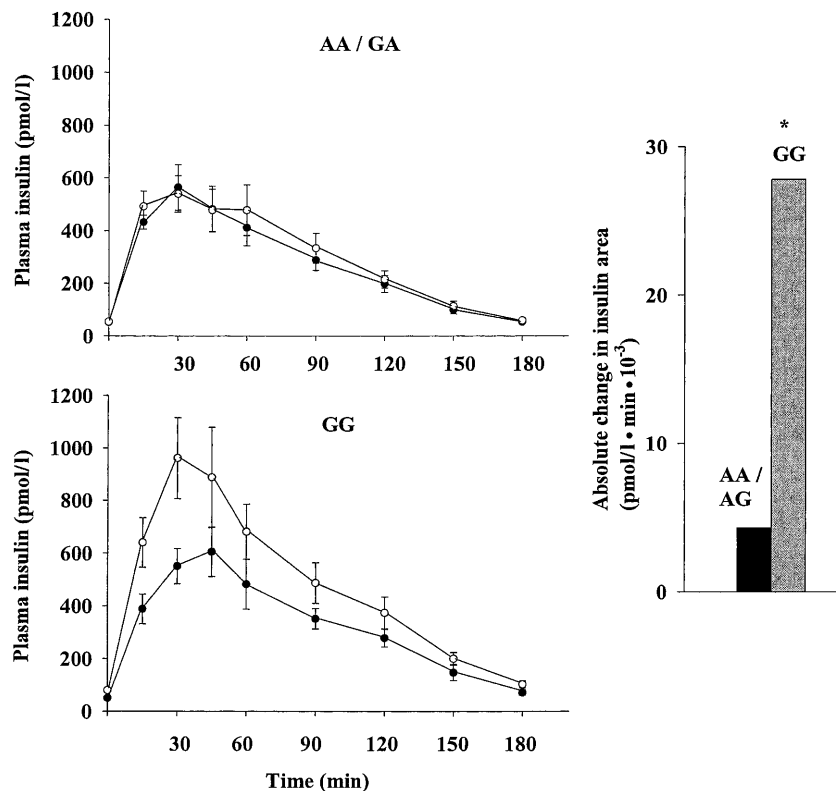 AA / GA
Plasma insulin (pmol/l)
1200
1000
800
600
400
200
0
30 60 90 120 150 180
GG
Plasma insulin (pmol/l)
1200
1000
800
600
400
200
0
30 60 90 120 150 180
Time (min)
*
GG
AA /
AG
Absolute change in insulin area
(pmol/l • min • 10-3)
30
20
10
0